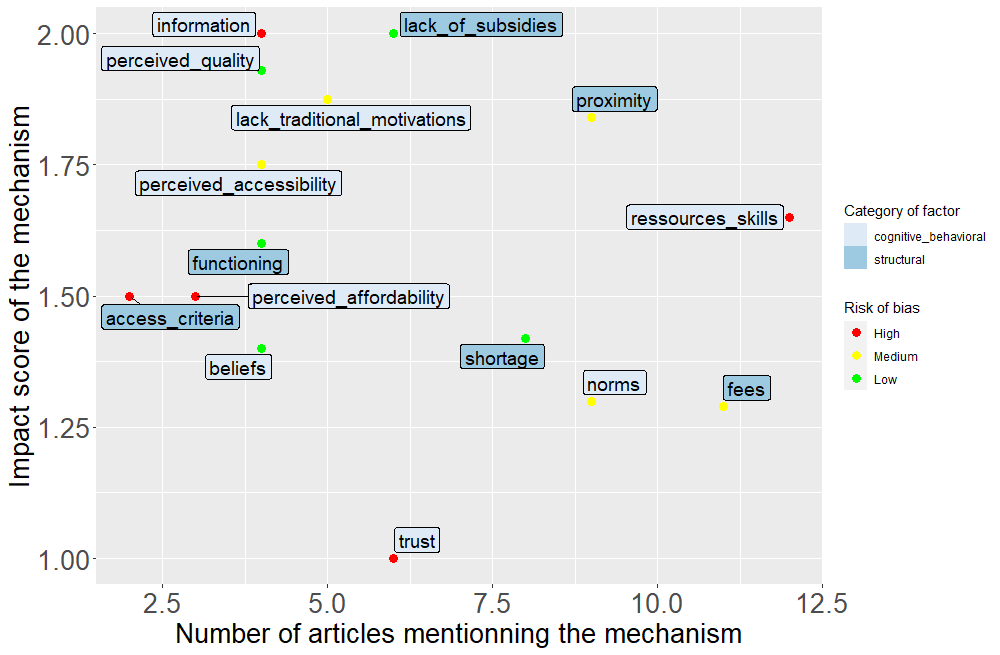 information
lack_of_subsidies
2.00
perceived_quality
proximity
lack_traditional_motivations
1.75
perceived_accessibility
ressources_skills
functioning
1.50
perceived_affordability
access_criteria
shortage
beliefs
norms
fees
1.25
trust
1.00
Impact score of the mechanism
2.5
5.0
7.5
10.0
12.5
Number of articles mentionning the mechanism
Category of factor
cognitive_behavioral
structural
Risk of bias
High
Medium
Low